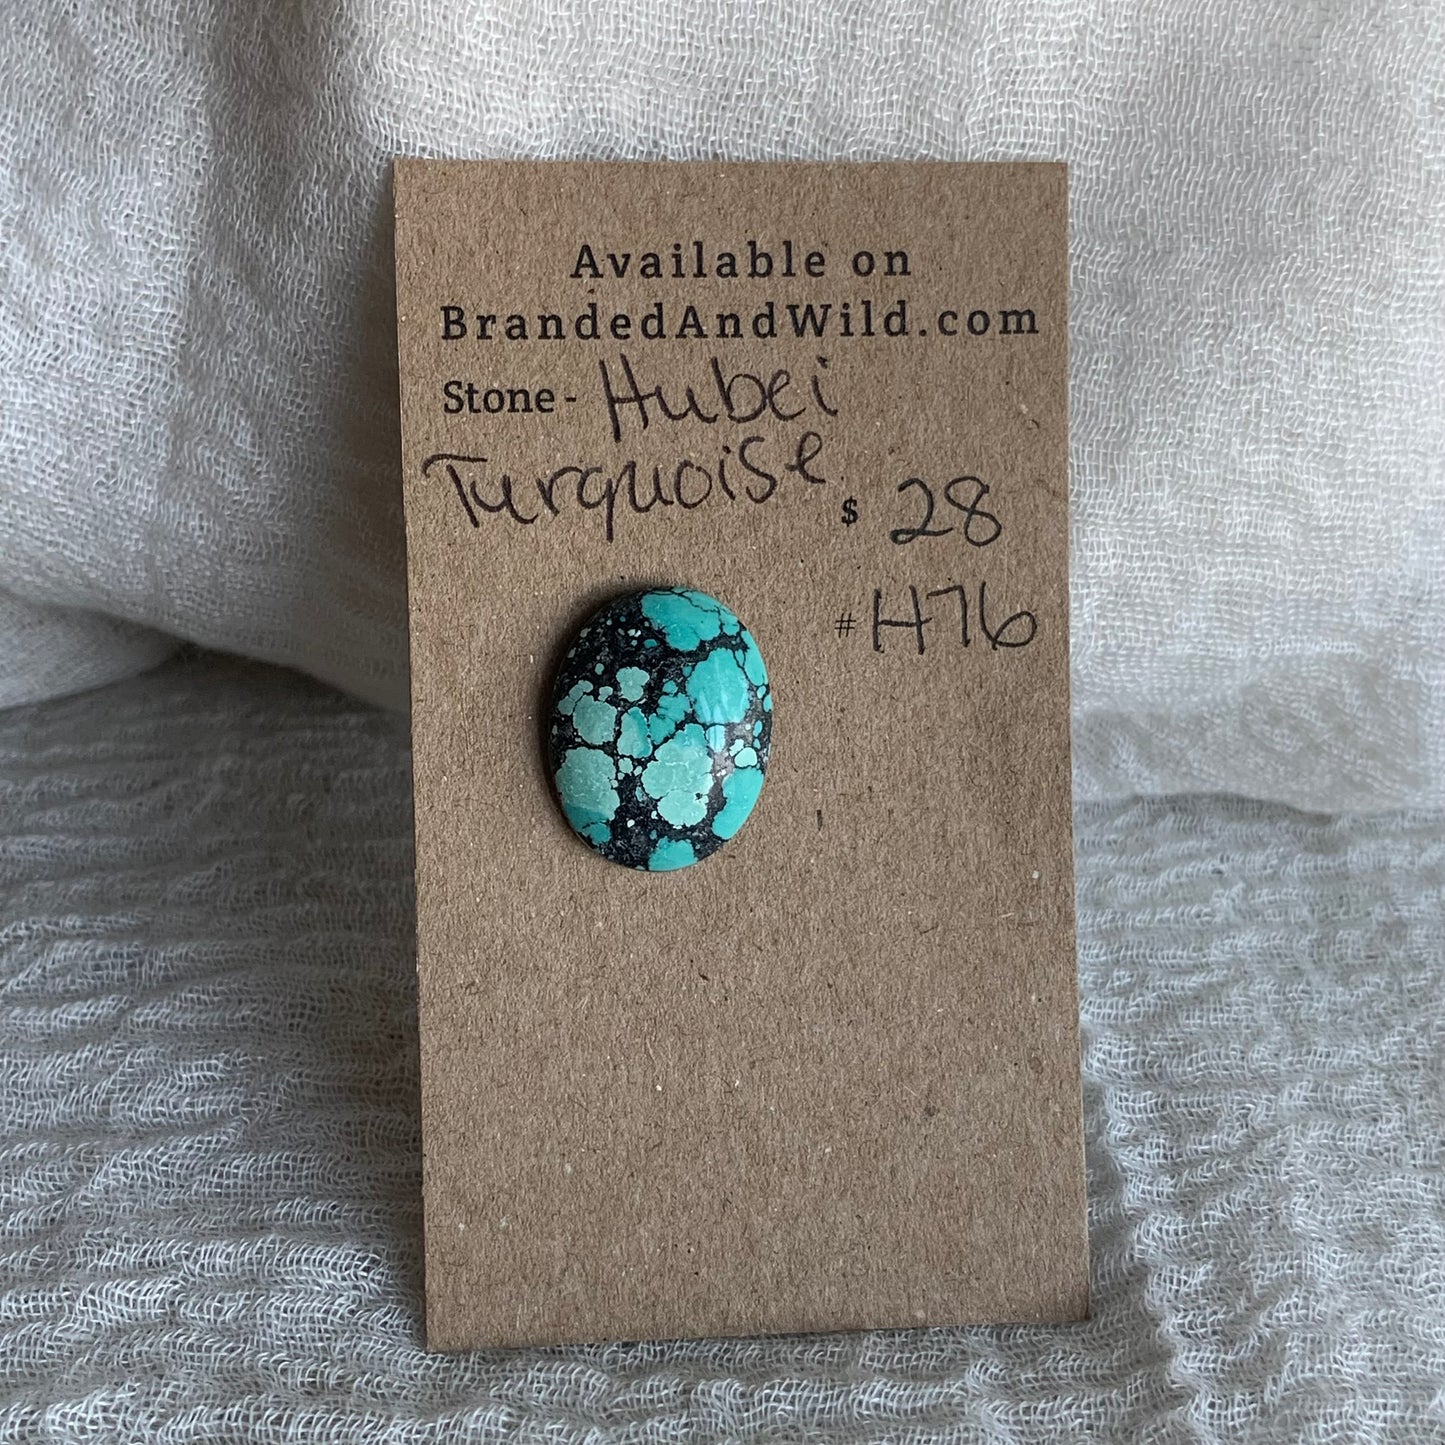 Available on
BrandedAndWild.com
Stone - Hubei
Turquoise
$ 28
# H76